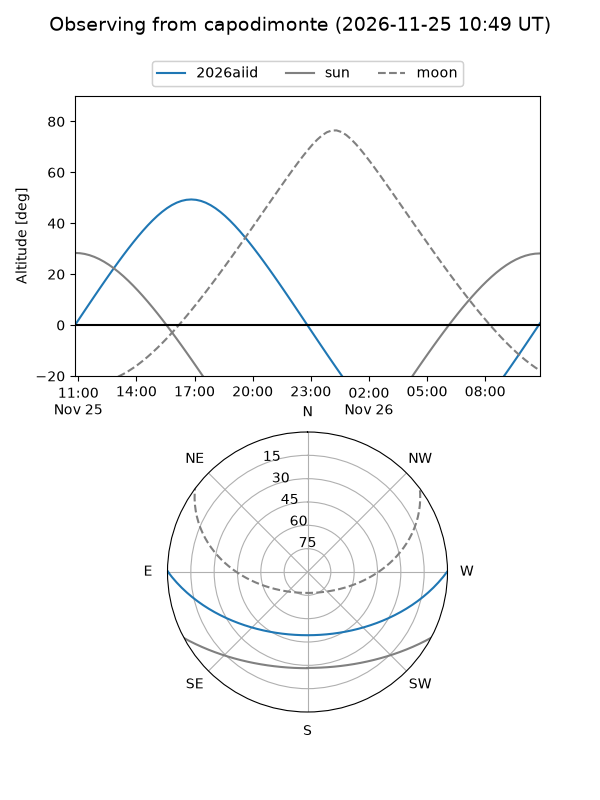 Observing from capodimonte (2026-11-25 10:49 UT)
2026aiid sun moon
Altitude [deg]
80
60
40
20
0
−20
11:00 14:00 17:00 20:00 23:00 02:00 05:00 08:00
Nov 25 Nov 26
N
NE NW
15
30
45
60
75
E W
SE SW
S